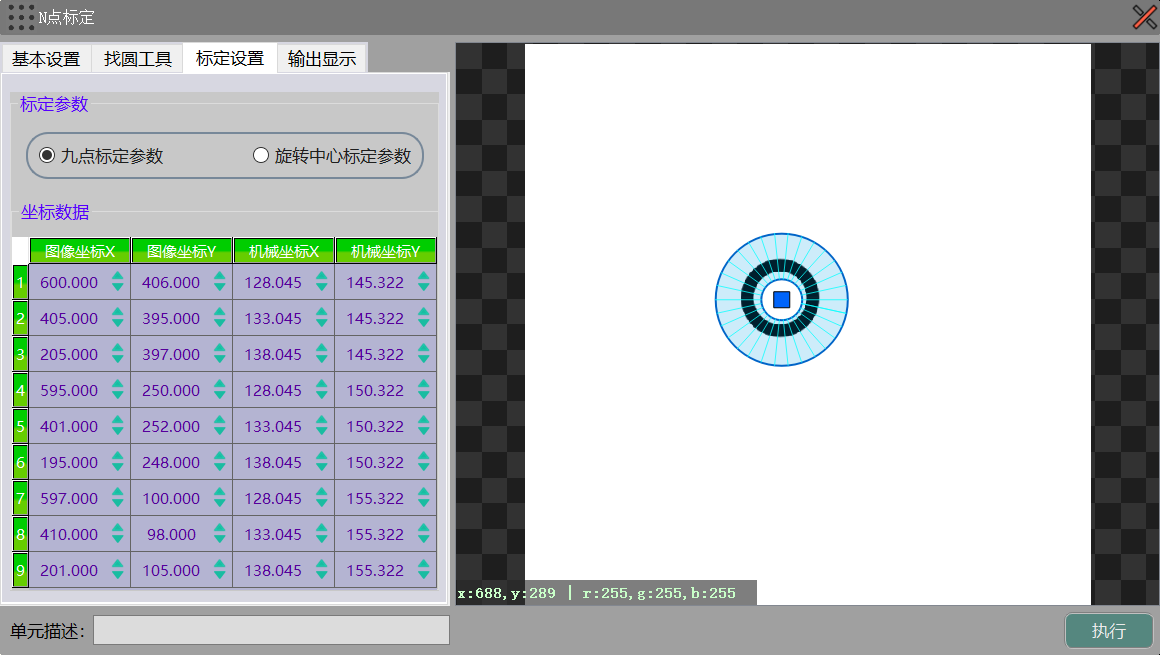 N点标定
基本设置 找圆工具 标定设置 输出显示
标定参数
九点标定参数 旋转中心标定参数
坐标数据
图像坐标X 图像坐标Y 机械坐标X 机械坐标Y
1 600.000 406.000 128.045 145.322
2 405.000 395.000 133.045 145.322
3 205.000 397.000 138.045 145.322
4 595.000 250.000 128.045 150.322
5 401.000 252.000 133.045 150.322
6 195.000 248.000 138.045 150.322
7 597.000 100.000 128.045 155.322
8 410.000 98.000 133.045 155.322
9 201.000 105.000 138.045 155.322
x:688,y:289 | r:255,g:255,b:255
单元描述:
执行